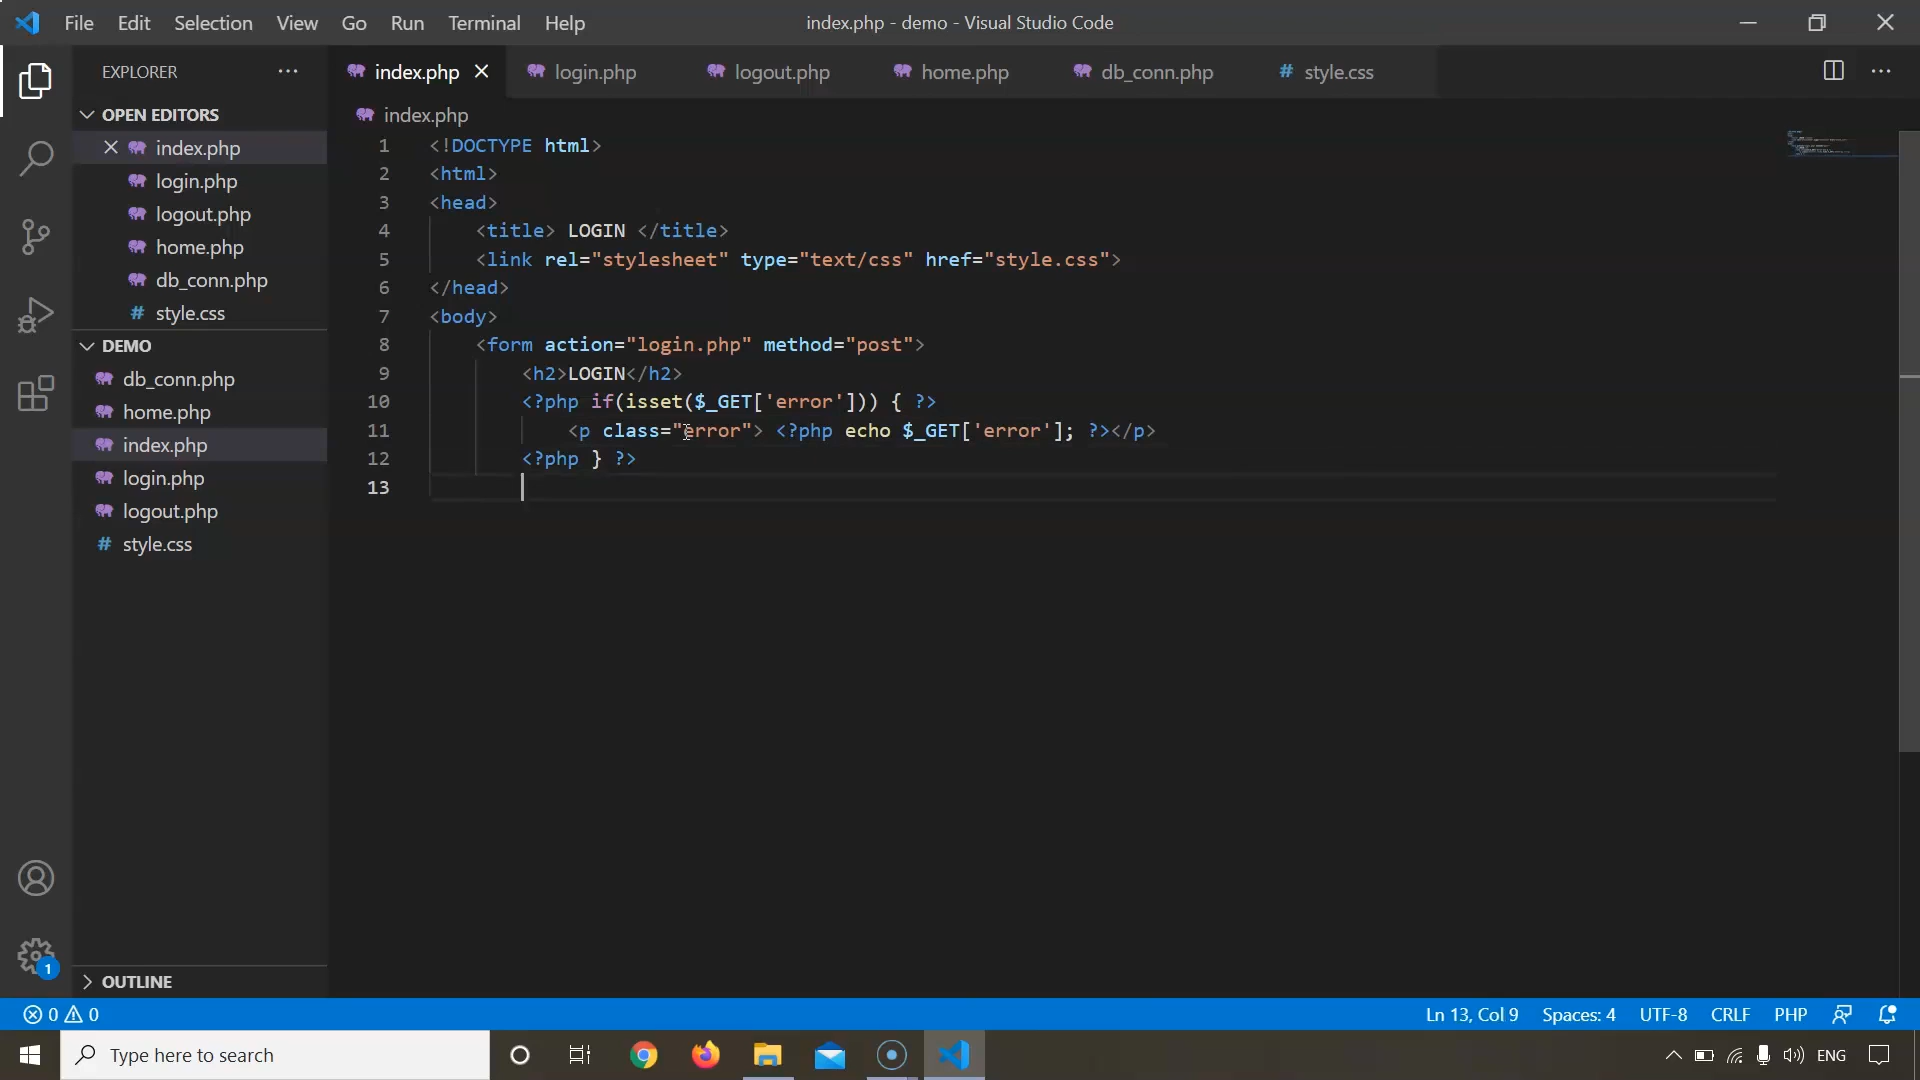 File Edit Selection View Go Run Terminal Help index.php - demo - Visual Studio Code
EXPLORER
index.php login.php logout.php home.php db_conn.php # style.css
OPEN EDITORS
index.php
login.php
logout.php
home.php
db_conn.php
# style.css
DEMO
db_conn.php
home.php
index.php
login.php
logout.php
# style.css
OUTLINE
index.php
1 <!DOCTYPE html>
2 <html>
3 <head>
4 <title> LOGIN </title>
5 <link rel="stylesheet" type="text/css" href="style.css">
6 </head>
7 <body>
8 <form action="login.php" method="post">
9 <h2>LOGIN</h2>
10 <?php if(isset($_GET['error'])) { ?>
11 <p class="error"> <?php echo $_GET['error']; ?></p>
12 <?php } ?>
13
1
0 0 Ln 13, Col 9 Spaces: 4 UTF-8 CRLF PHP
Type here to search ENG